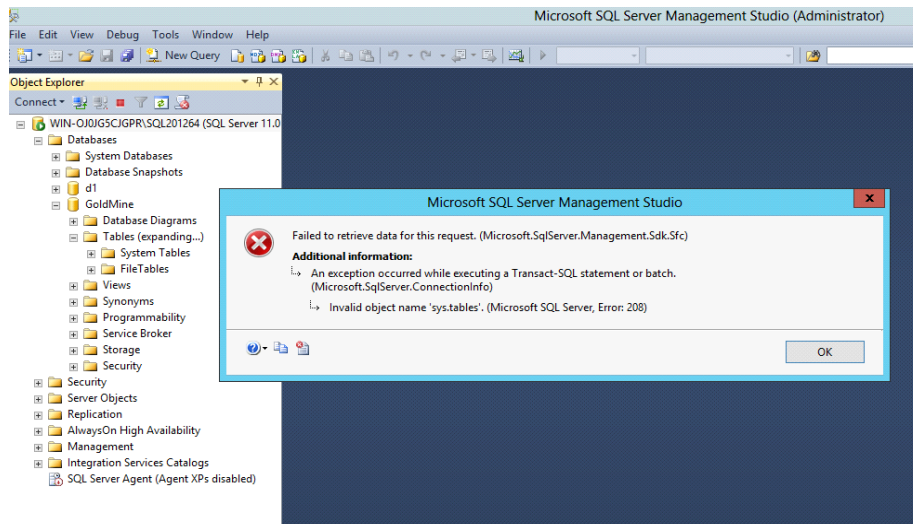 Microsoft SQL Server Management Studio (Administrator)
File Edit View Debug Tools Window Help
New Query
Object Explorer
Connect
WIN-OJ0JG5CJGPR\SQL201264 (SQL Server 11.0
Databases
System Databases
Database Snapshots
d1
GoldMine
Database Diagrams
Tables (expanding...)
System Tables
FileTables
Views
Synonyms
Programmability
Service Broker
Storage
Security
Security
Server Objects
Replication
AlwaysOn High Availability
Management
Integration Services Catalogs
SQL Server Agent (Agent XPs disabled)
Microsoft SQL Server Management Studio
x
Failed to retrieve data for this request. (Microsoft.SqlServer.Management.Sdk.Sfc)
Additional information:
An exception occurred while executing a Transact-SQL statement or batch.
(Microsoft.SqlServer.ConnectionInfo)
Invalid object name 'sys.tables'. (Microsoft SQL Server, Error: 208)
OK